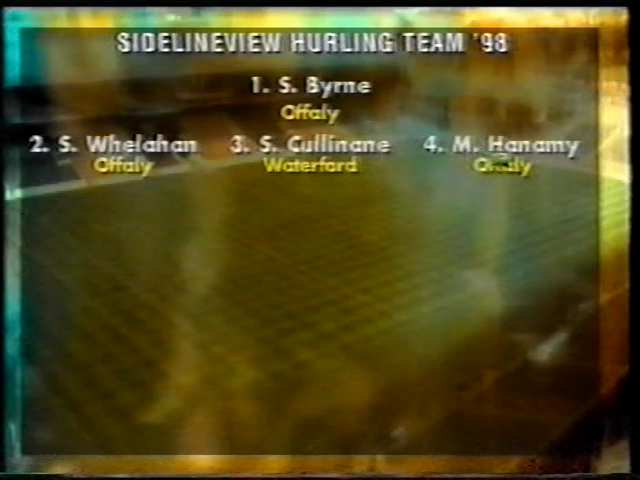 SIDELINEVIEW HURLING TEAM '98
1. S. Byrne
Offaly
2. S. Whelahan 3. S. Cullinane 4. M. Hanamy
Offaly Waterford Offaly